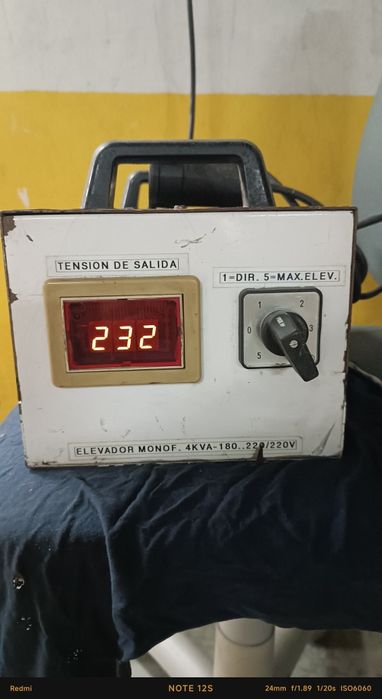 TENSION DE SALIDA
1=DIR. 5=MAX.ELEV.
232
1 2
0 3
5
ELEVADOR MONOF. 4KVA-180..220/220V
Redmi
NOTE 12S
24mm f/1.89 1/20s ISO6060